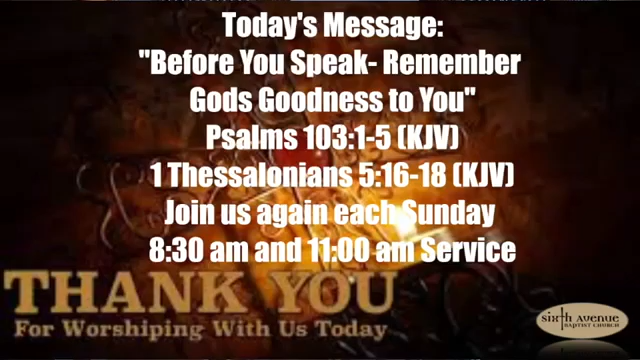 Today's Message:
"Before You Speak- Remember
Gods Goodness to You"
Psalms 103:1-5 (KJV)
1 Thessalonians 5:16-18 (KJV)
Join us again each Sunday
8:30 am and 11:00 am Service
THANK YOU
For Worshiping With Us Today
sixth Avenue
BAPTIST CHURCH